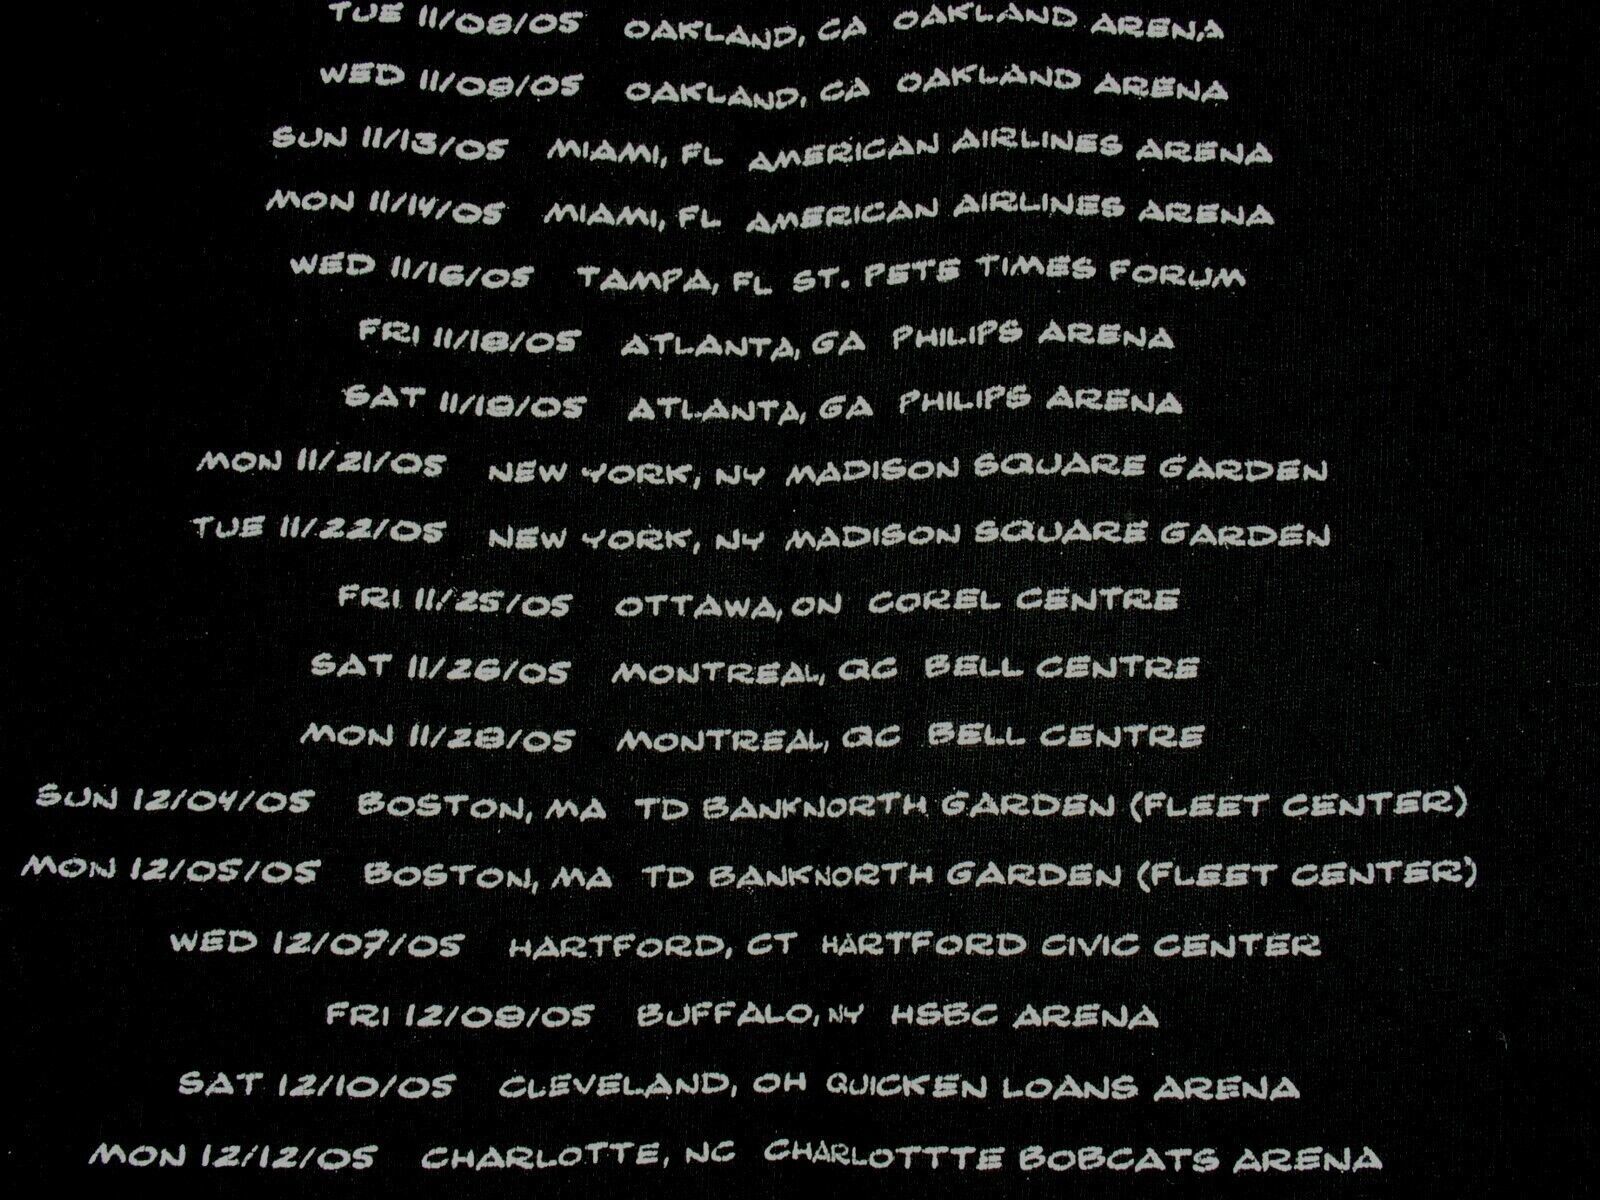 TUE 11/08/05 OAKLAND, CA OAKLAND ARENA
WED 11/09/05 OAKLAND, CA OAKLAND ARENA
SUN 11/13/05 MIAMI, FL AMERICAN AIRLINES ARENA
MON 11/14/05 MIAMI, FL AMERICAN AIRLINES ARENA
WED 11/16/05 TAMPA, FL ST. PETE TIMES FORUM
FRI 11/18/05 ATLANTA, GA PHILIPS ARENA
SAT 11/19/05 ATLANTA, GA PHILIPS ARENA
MON 11/21/05 NEW YORK, NY MADISON SQUARE GARDEN
TUE 11/22/05 NEW YORK, NY MADISON SQUARE GARDEN
FRI 11/25/05 OTTAWA, ON COREL CENTRE
SAT 11/26/05 MONTREAL, QC BELL CENTRE
MON 11/28/05 MONTREAL, QC BELL CENTRE
SUN 12/04/05 BOSTON, MA TD BANKNORTH GARDEN (FLEET CENTER)
MON 12/05/05 BOSTON, MA TD BANKNORTH GARDEN (FLEET CENTER)
WED 12/07/05 HARTFORD, CT HARTFORD CIVIC CENTER
FRI 12/09/05 BUFFALO, NY HSBC ARENA
SAT 12/10/05 CLEVELAND, OH QUICKEN LOANS ARENA
MON 12/12/05 CHARLOTTE, NC CHARLOTTTE BOBCATS ARENA